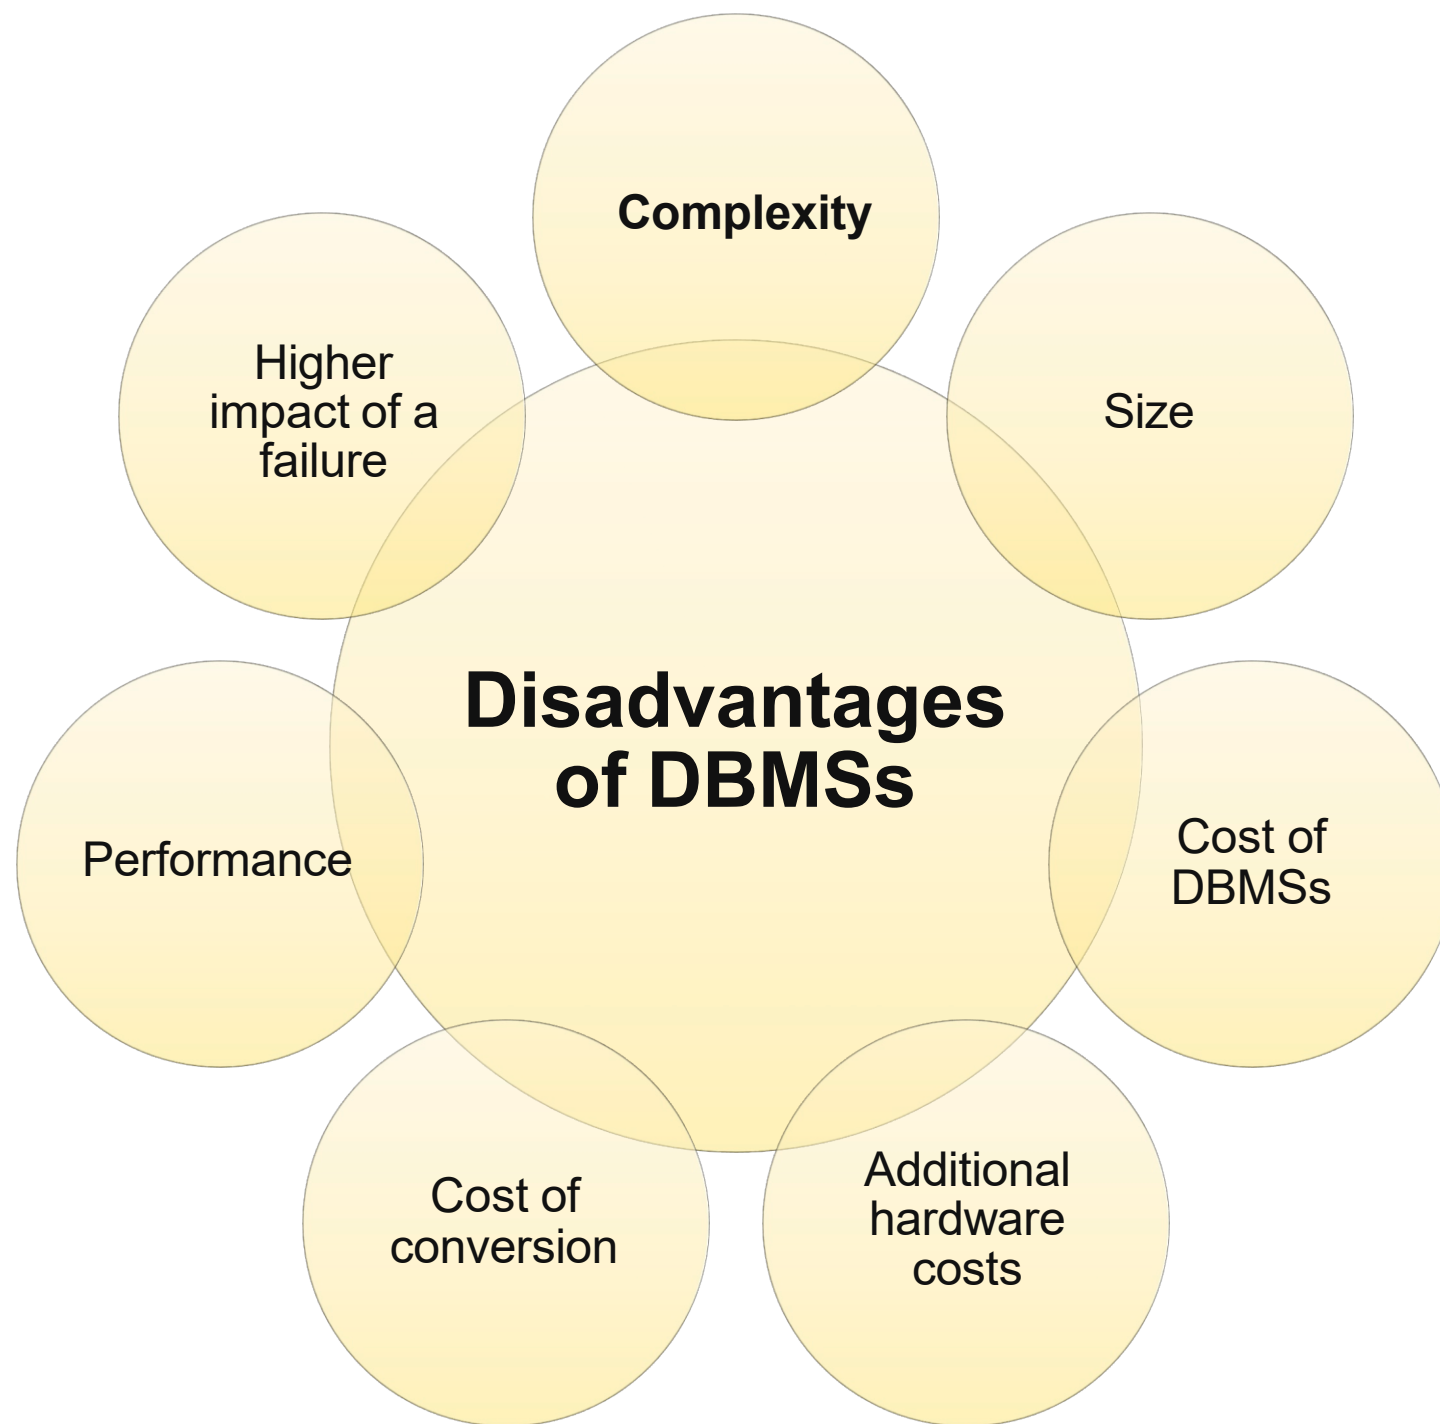 Complexity
Size
Cost of
DBMSs
Additional
hardware
costs
Cost of
conversion
Performance
Higher
impact of a
failure
Disadvantages
of DBMSs